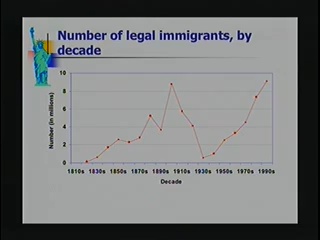 Number of legal immigrants, by
decade
Number (in millions)
10
8
6
4
2
0
1810s 1830s 1850s 1870s 1890s 1910s 1930s 1950s 1970s 1990s
Decade